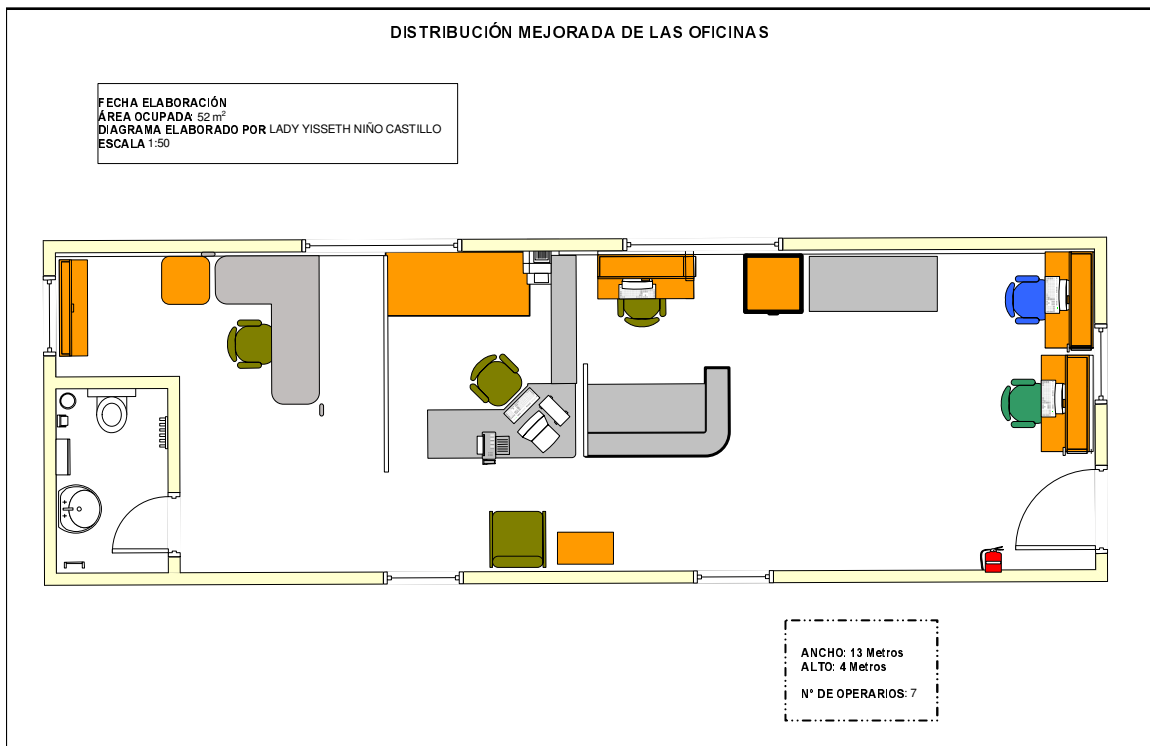 DISTRIBUCIÓN MEJORADA DE LAS OFICINAS
FECHA ELABORACIÓN
ÁREA OCUPADA: 52 m²
DIAGRAMA ELABORADO POR LADY YISSETH NIÑO CASTILLO
ESCALA 1:50
ANCHO: 13 Metros
ALTO: 4 Metros
N° DE OPERARIOS: 7